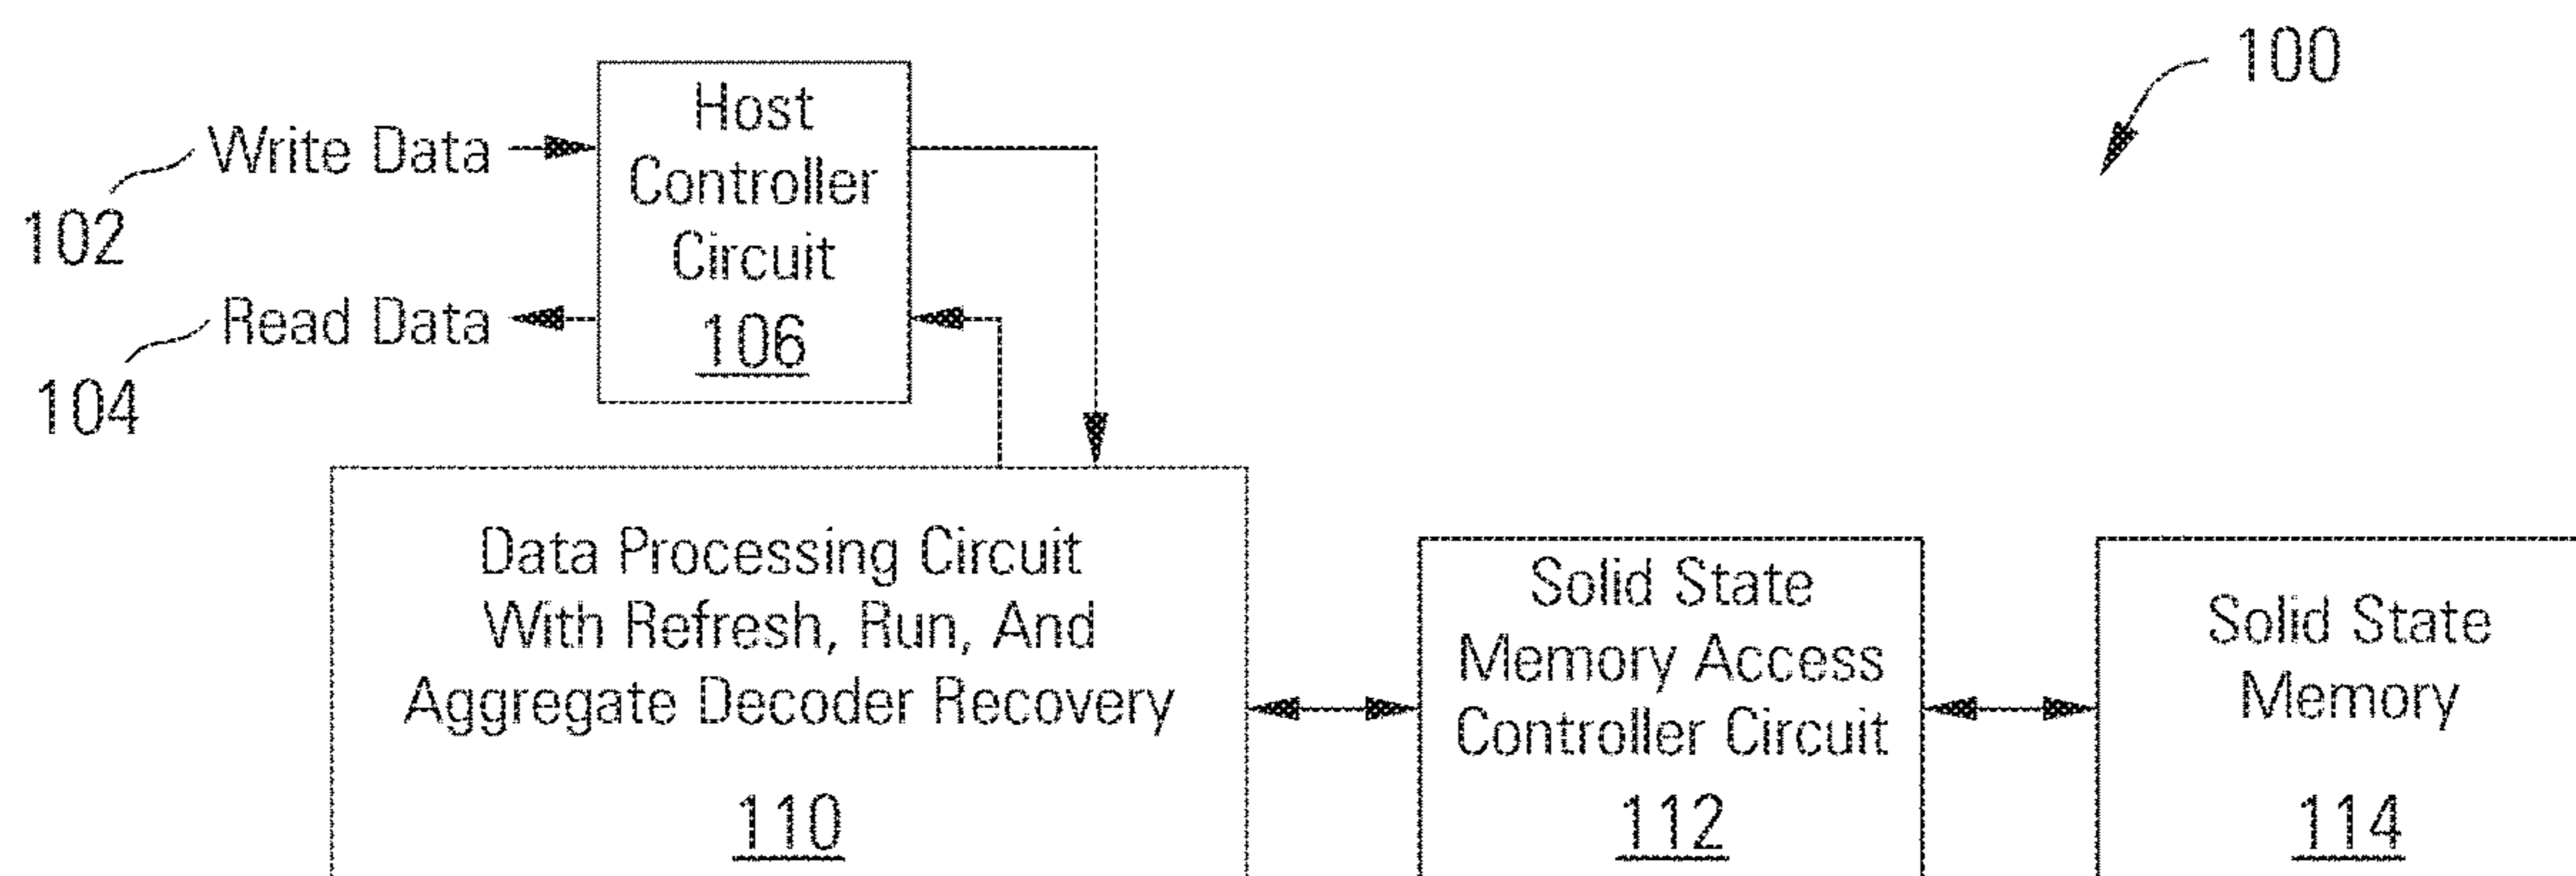 100
Write Data
102
Read Data
104
Host
Controller
Circuit
106
Data Processing Circuit
With Refresh, Run, And
Aggregate Decoder Recovery
110
Solid State
Memory Access
Controller Circuit
112
Solid State
Memory
114